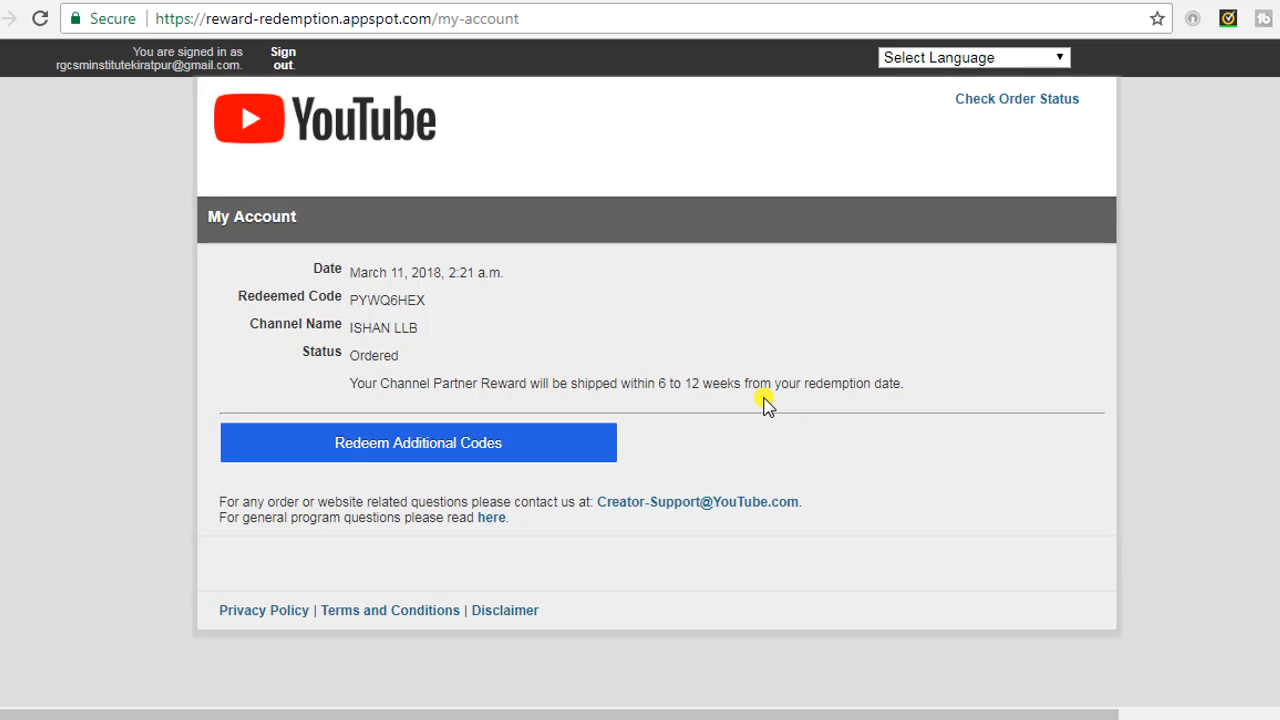 Secure
https://reward-redemption.appspot.com/my-account
You are signed in as
rgcsminstitutekiratpur@gmail.com.
Sign
out.
Select Language
YouTube
Check Order Status
My Account
Date March 11, 2018, 2:21 a.m.
Redeemed Code PYWQ6HEX
Channel Name ISHAN LLB
Status Ordered
Your Channel Partner Reward will be shipped within 6 to 12 weeks from your redemption date.
Redeem Additional Codes
For any order or website related questions please contact us at: Creator-Support@YouTube.com.
For general program questions please read here.
Privacy Policy | Terms and Conditions | Disclaimer